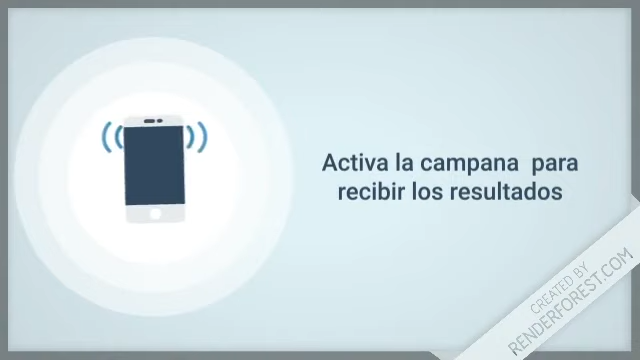 Activa la campana para
recibir los resultados
CREATED BY
RENDERFOREST.COM